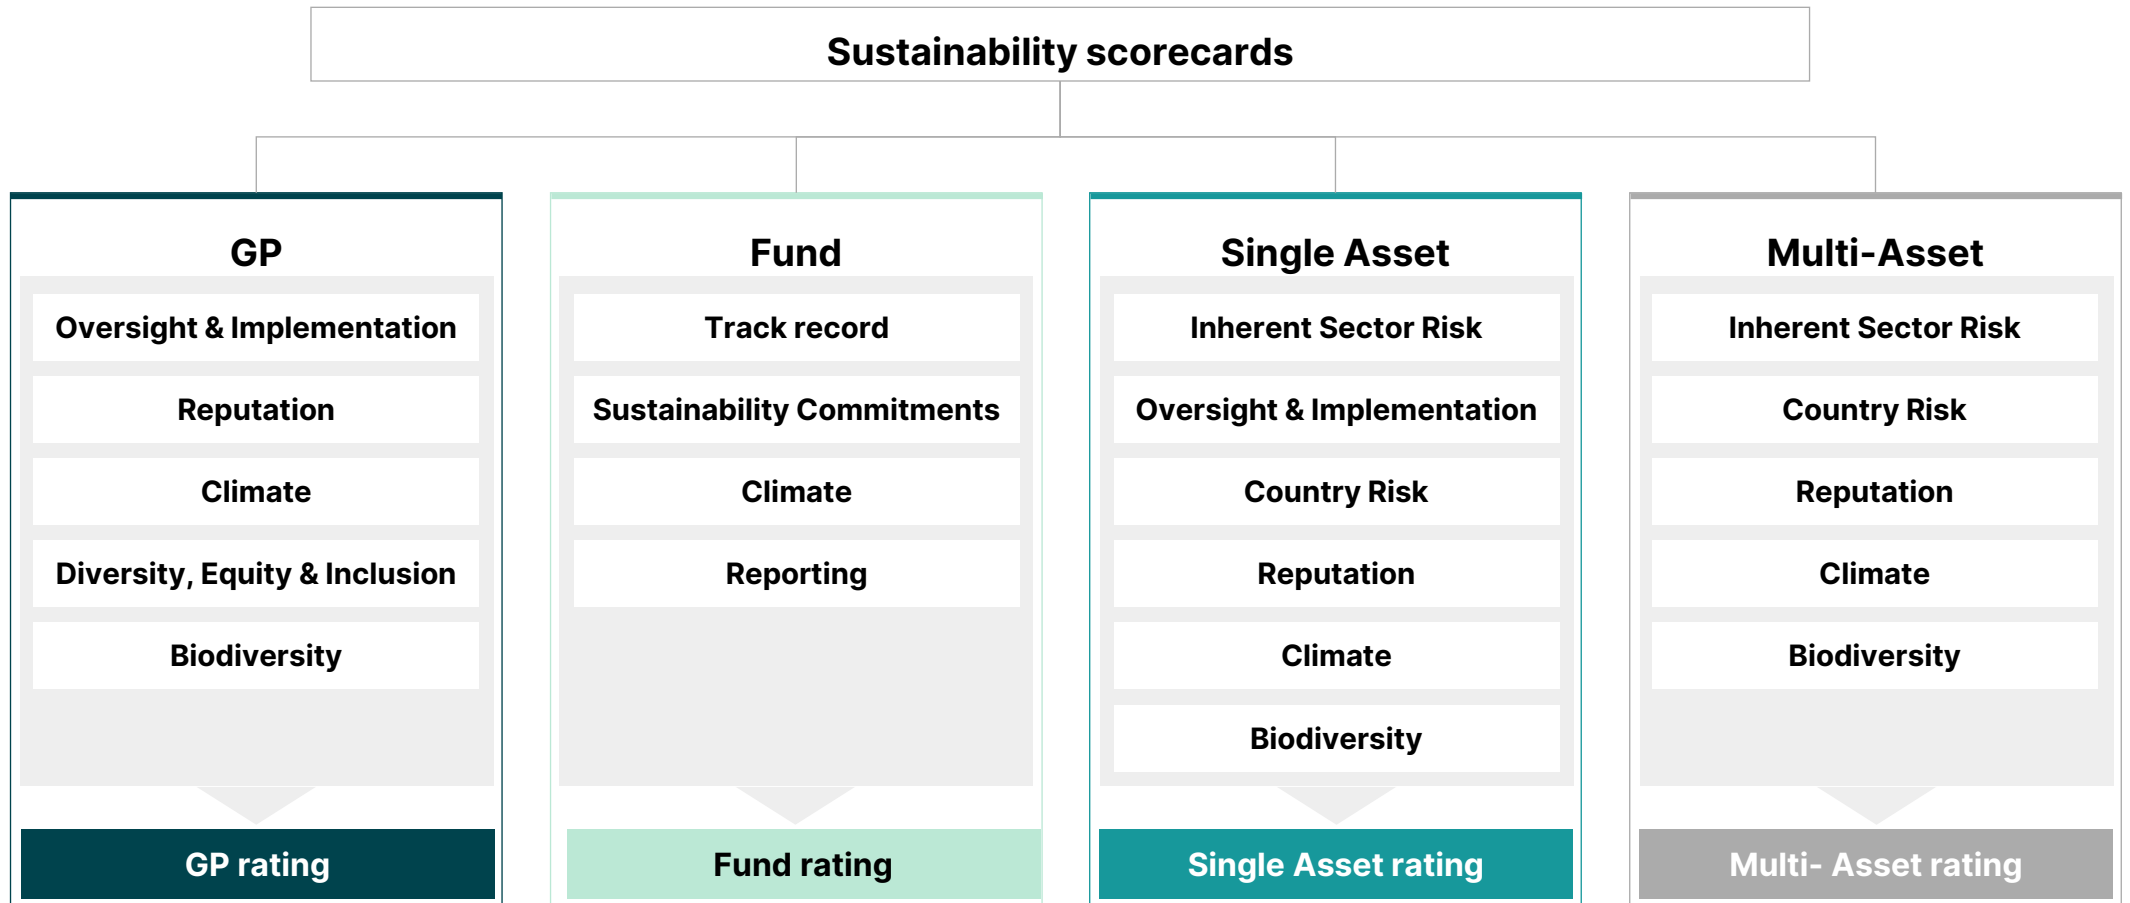 Sustainability scorecards
GP
Oversight & Implementation
Reputation
Climate
Diversity, Equity & Inclusion
Biodiversity
GP rating
Fund
Track record
Sustainability Commitments
Climate
Reporting
Fund rating
Single Asset
Inherent Sector Risk
Oversight & Implementation
Country Risk
Reputation
Climate
Biodiversity
Single Asset rating
Multi-Asset
Inherent Sector Risk
Country Risk
Reputation
Climate
Biodiversity
Multi- Asset rating